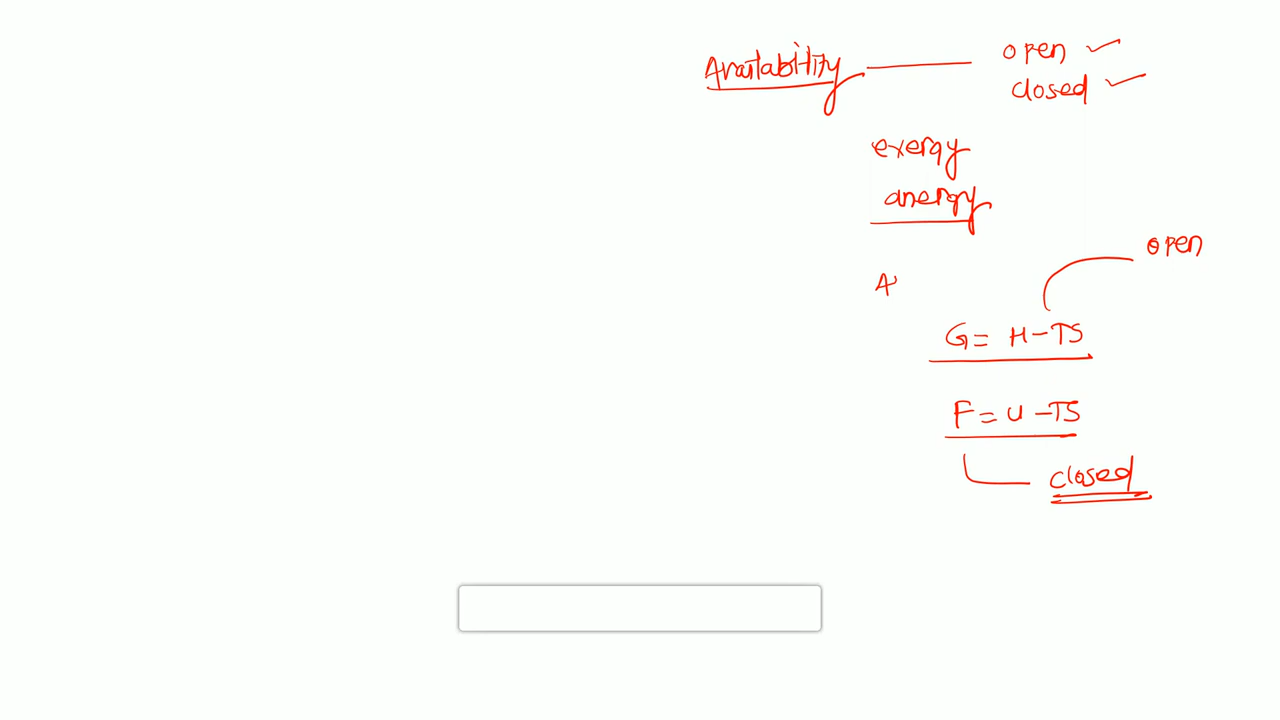 Availability — open ✓
closed ✓
exergy
anergy
open
A
G = H-TS
F = U-TS
closed